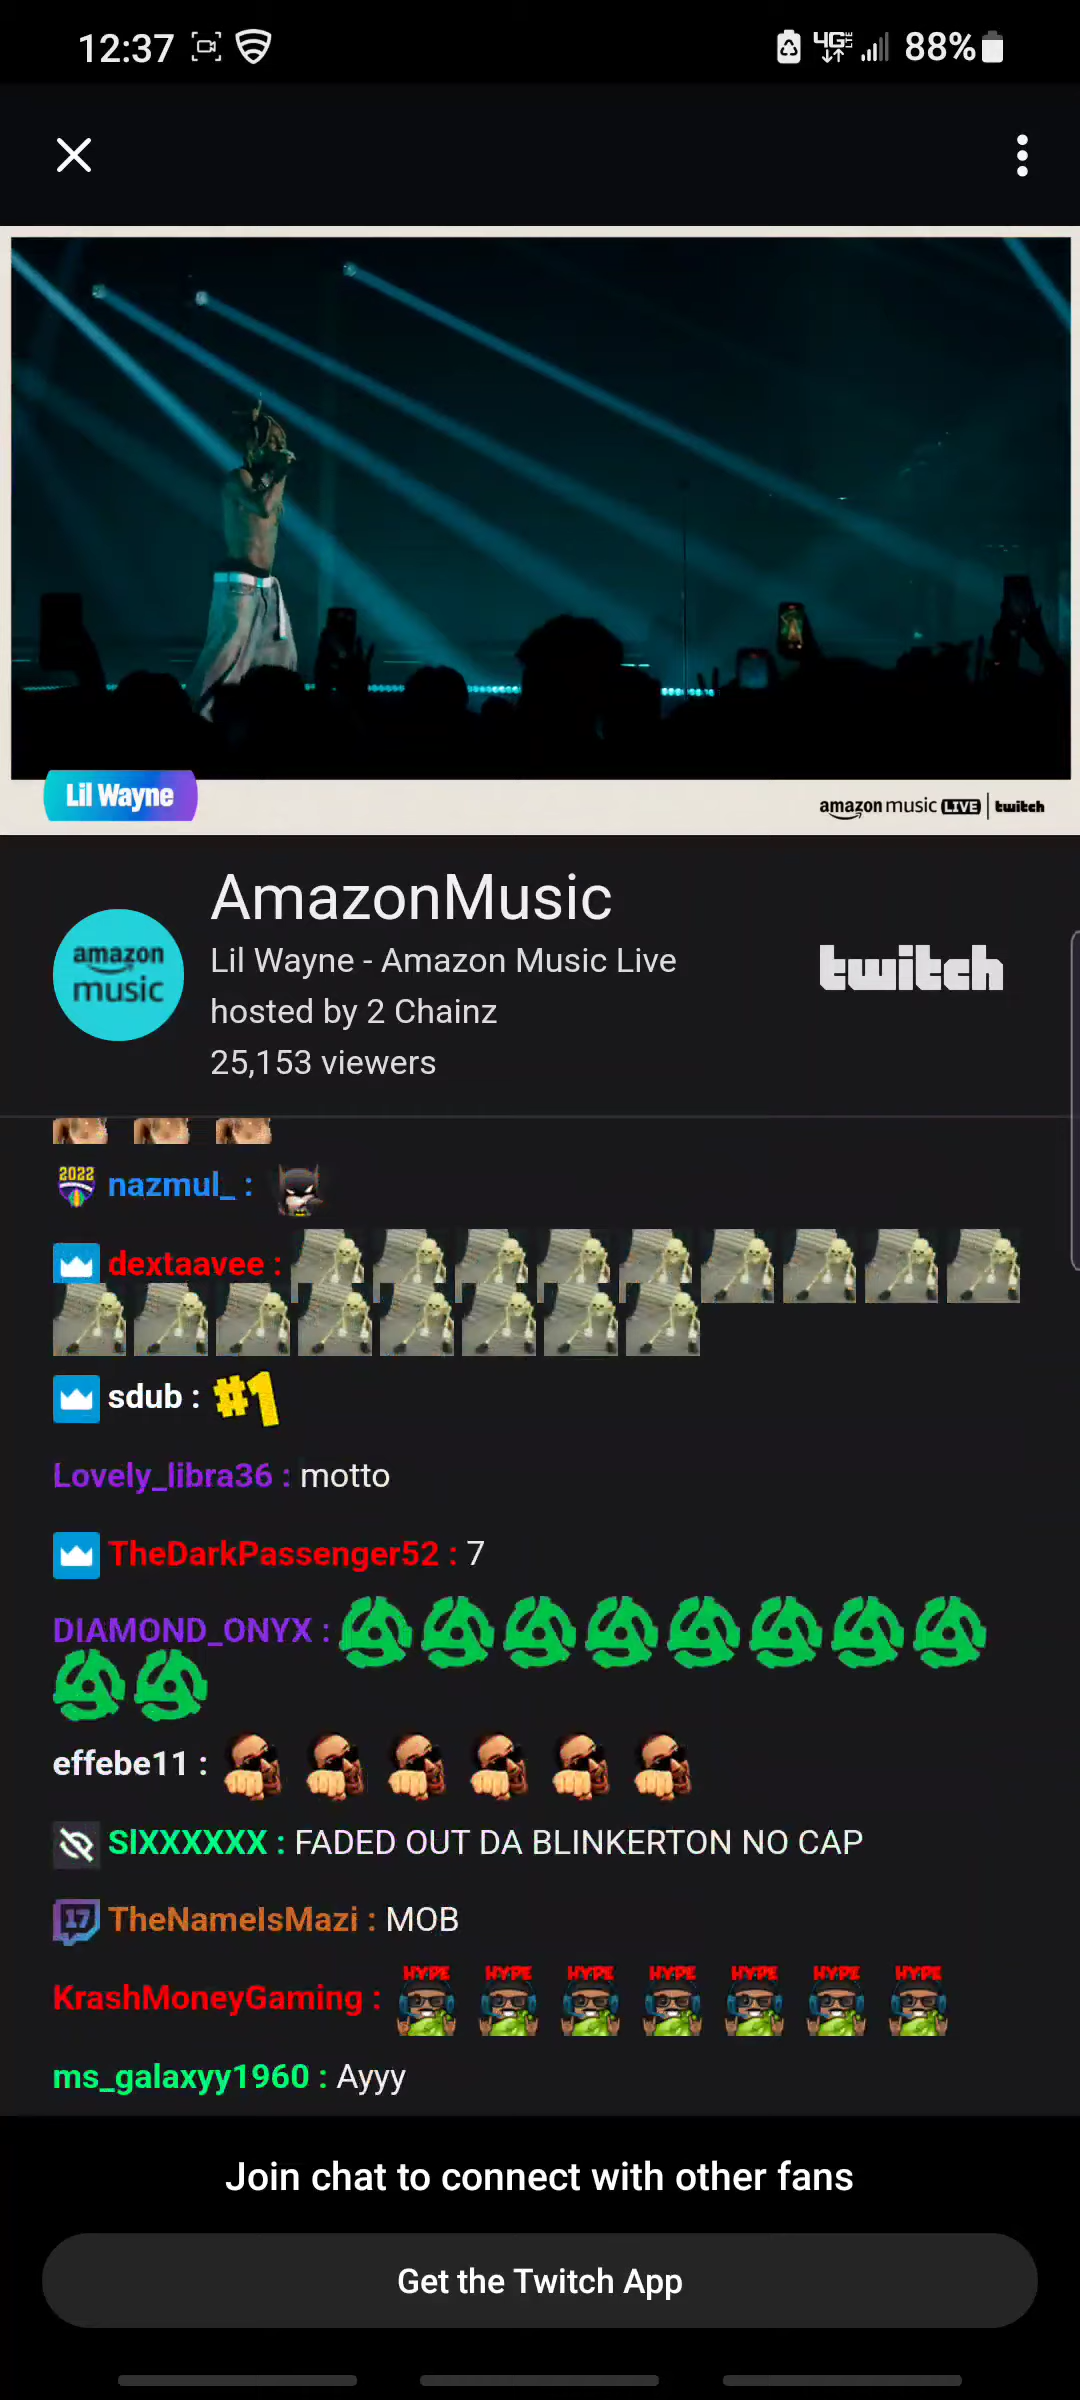 12:37
4G LTE 88%
Lil Wayne
amazon music LIVE | twitch
AmazonMusic
amazon
music
Lil Wayne - Amazon Music Live
hosted by 2 Chainz
25,153 viewers
twitch
2022
nazmul_ :
dextaavee :
sdub : #1
Lovely_libra36 : motto
TheDarkPassenger52 : 7
DIAMOND_ONYX :
effebe11 :
SlXXXXXX : FADED OUT DA BLINKERTON NO CAP
17 TheNameIsMazi : MOB
KrashMoneyGaming : HYPE HYPE HYPE HYPE HYPE HYPE HYPE
ms_galaxyy1960 : Ayyy
Join chat to connect with other fans
Get the Twitch App